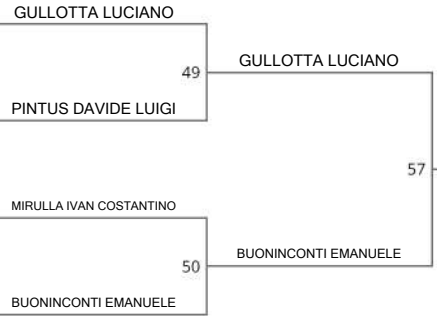 GULLOTTA LUCIANO
49
GULLOTTA LUCIANO
PINTUS DAVIDE LUIGI
57
MIRULLA IVAN COSTANTINO
50
BUONINCONTI EMANUELE
BUONINCONTI EMANUELE